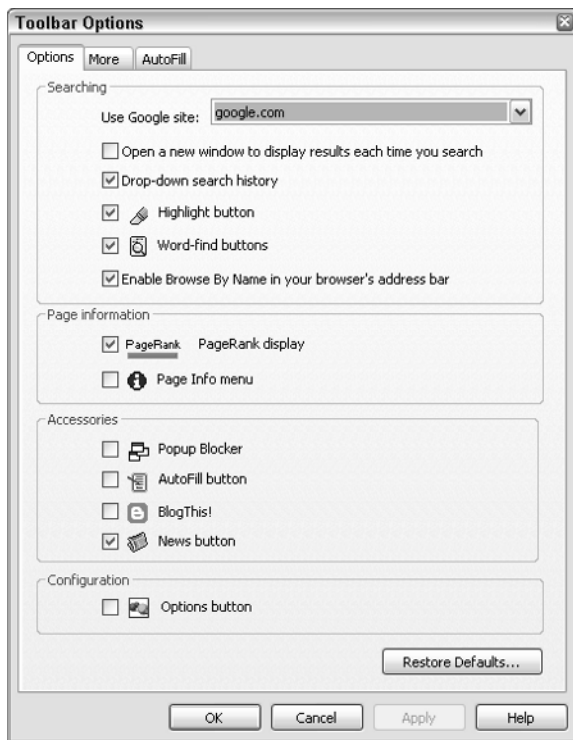 Toolbar Options
Options More AutoFill
Searching
Use Google site: google.com
Open a new window to display results each time you search
Drop-down search history
Highlight button
Word-find buttons
Enable Browse By Name in your browser's address bar
Page information
PageRank PageRank display
Page Info menu
Accessories
Popup Blocker
AutoFill button
BlogThis!
News button
Configuration
Options button
Restore Defaults...
OK Cancel Apply Help